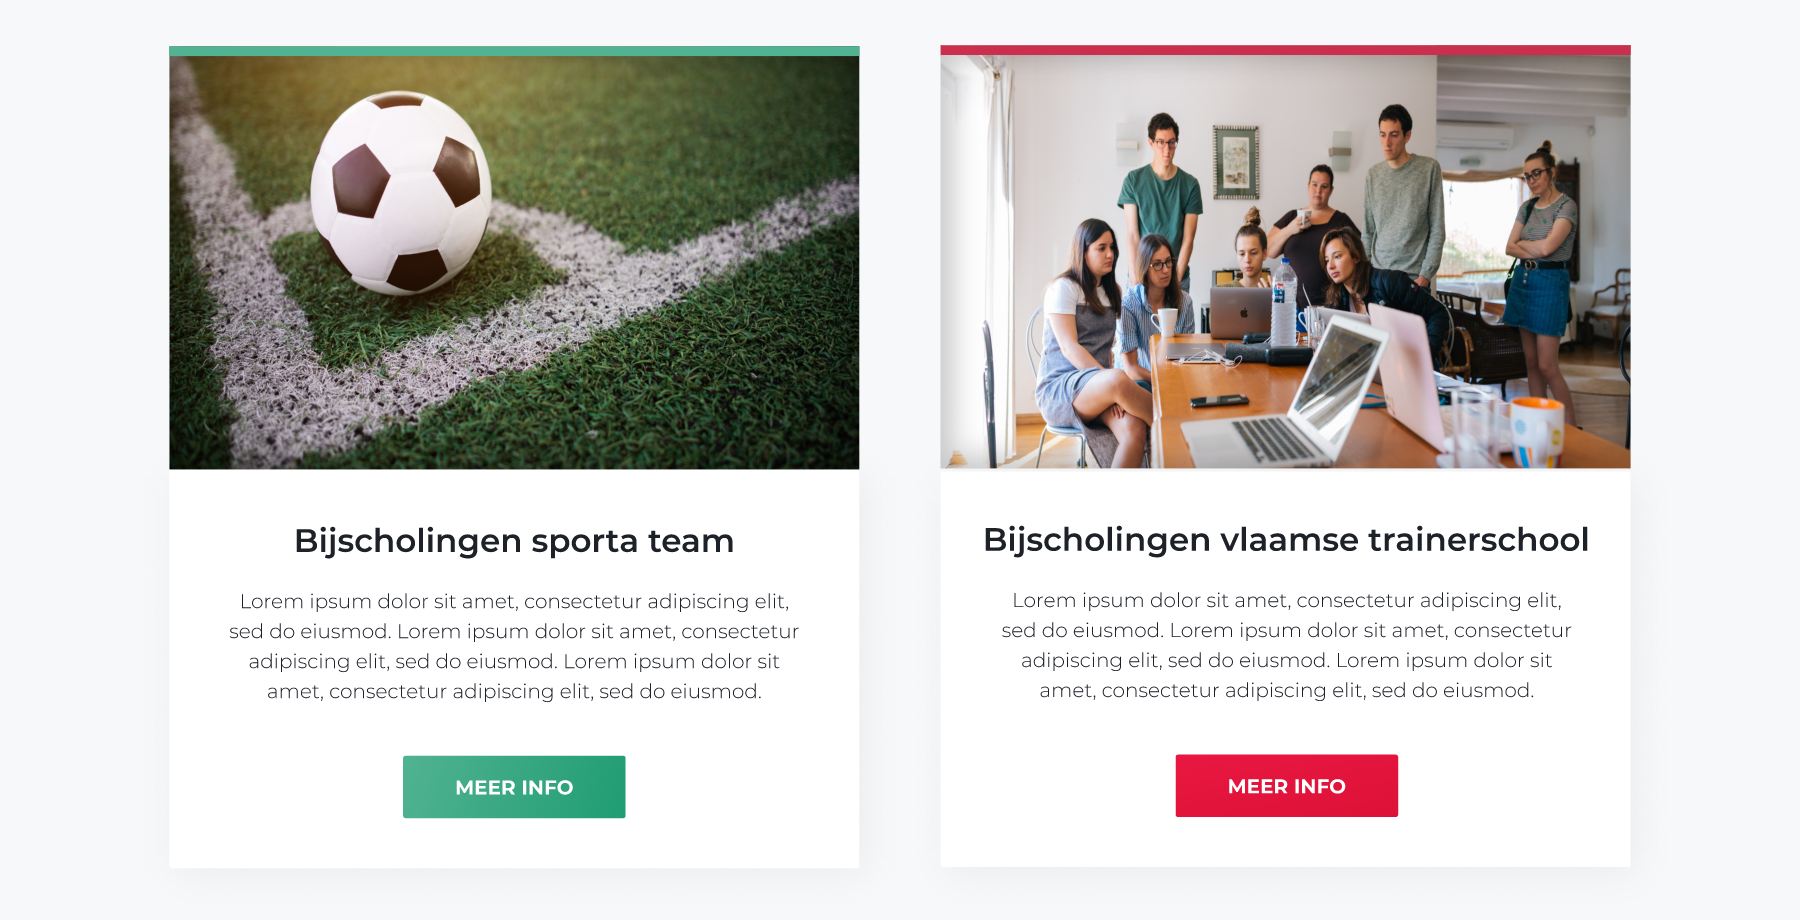 Bijscholingen sporta team
Lorem ipsum dolor sit amet, consectetur adipiscing elit,
sed do eiusmod. Lorem ipsum dolor sit amet, consectetur
adipiscing elit, sed do eiusmod. Lorem ipsum dolor sit
amet, consectetur adipiscing elit, sed do eiusmod.
MEER INFO
Bijscholingen vlaamse trainerschool
Lorem ipsum dolor sit amet, consectetur adipiscing elit,
sed do eiusmod. Lorem ipsum dolor sit amet, consectetur
adipiscing elit, sed do eiusmod. Lorem ipsum dolor sit
amet, consectetur adipiscing elit, sed do eiusmod.
MEER INFO